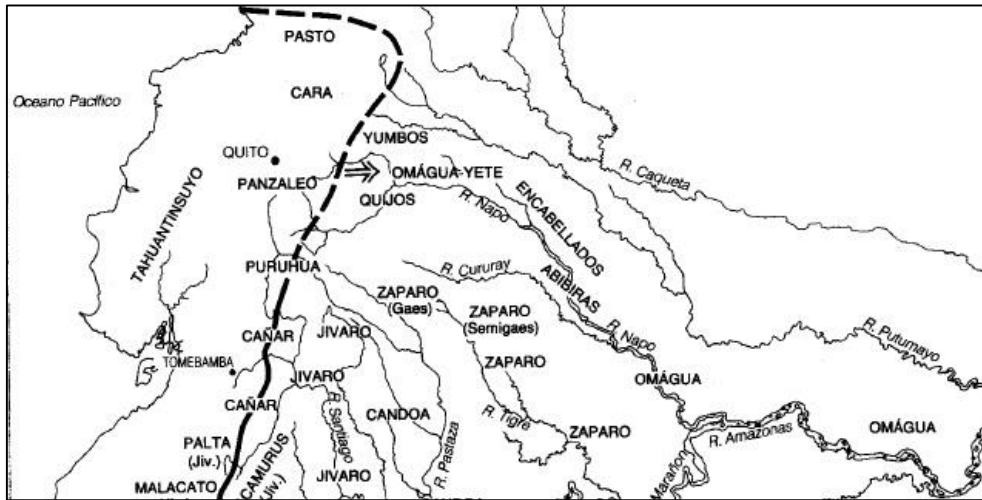 PASTO
Oceano Pacífico
CARA
YUMBOS
QUITO
OMÁGUA-YETE
R. Caqueta
PANZALEO
QUIJOS
R. Napo
ENCABELLADOS
TAHUANTINSUYO
PURUHUA
R. Cururay
ABIBIRAS
ZAPARO
(Gaes)
ZAPARO
(Semigaes)
R. Napo
R. Putumayo
CAÑAR
JIVARO
TOMEBAMBA
ZAPARO
JIVARO
OMÁGUA
CAÑAR
R. Santiago
CANDOA
R. Pastaza
R. Tigre
ZAPARO
R. Amazonas
OMÁGUA
PALTA
(Jiv.)
CAMURUS
(Jiv.)
JIVARO
Marañon
MALACATO